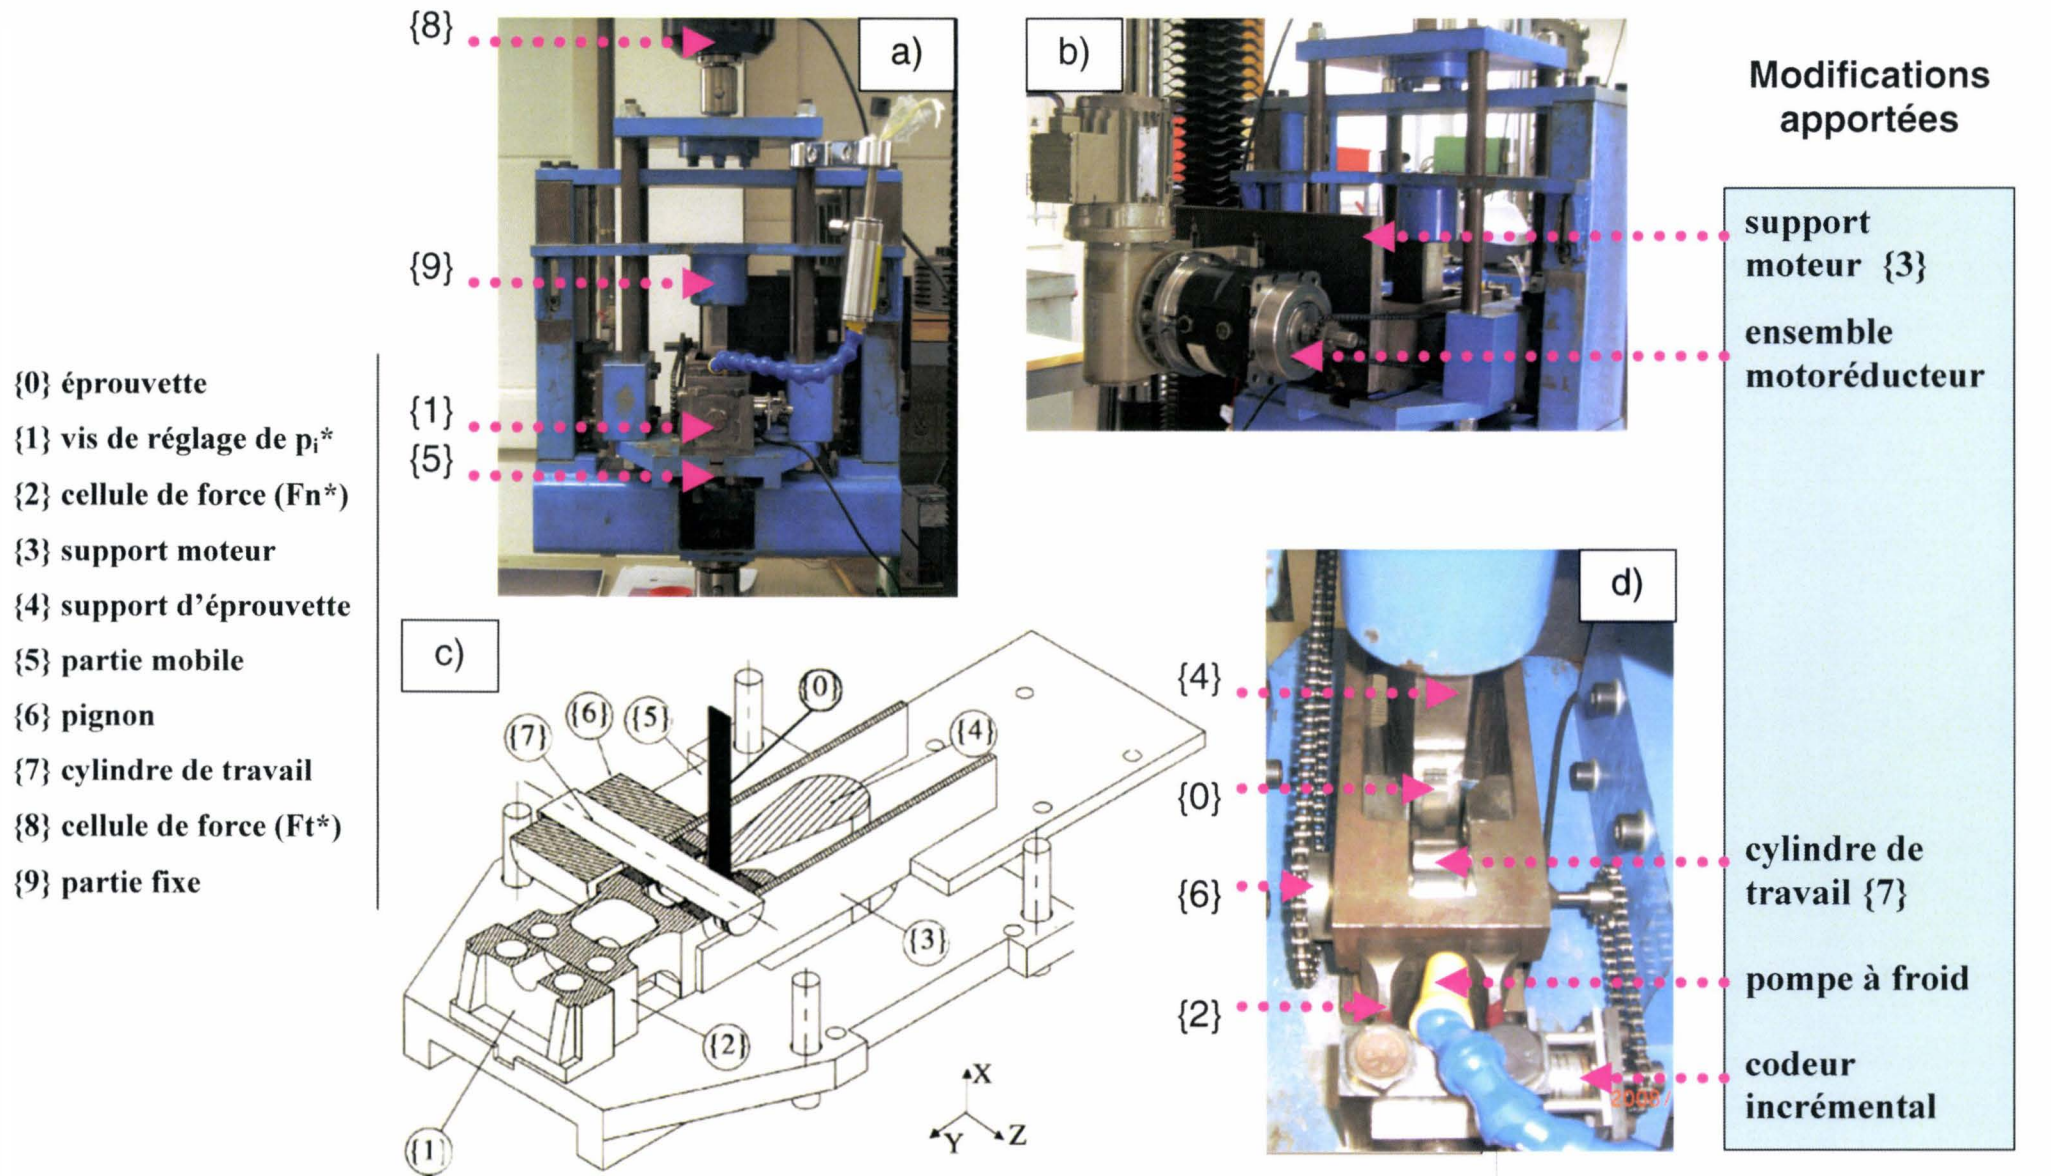 {8}
a)
b)
Modifications
apportées
{9}
{1}
{5}
support
moteur {3}
ensemble
motoréducteur
{0} éprouvette
{1} vis de réglage de pi*
{2} cellule de force (Fn*)
{3} support moteur
{4} support d'éprouvette
{5} partie mobile
{6} pignon
{7} cylindre de travail
{8} cellule de force (Ft*)
{9} partie fixe
c)
{0}
{6}
{5}
{7}
{4}
{3}
{2}
{1}
X
Y
Z
d)
{4}
{0}
{6}
{2}
cylindre de
travail {7}
pompe à froid
codeur
incrémental